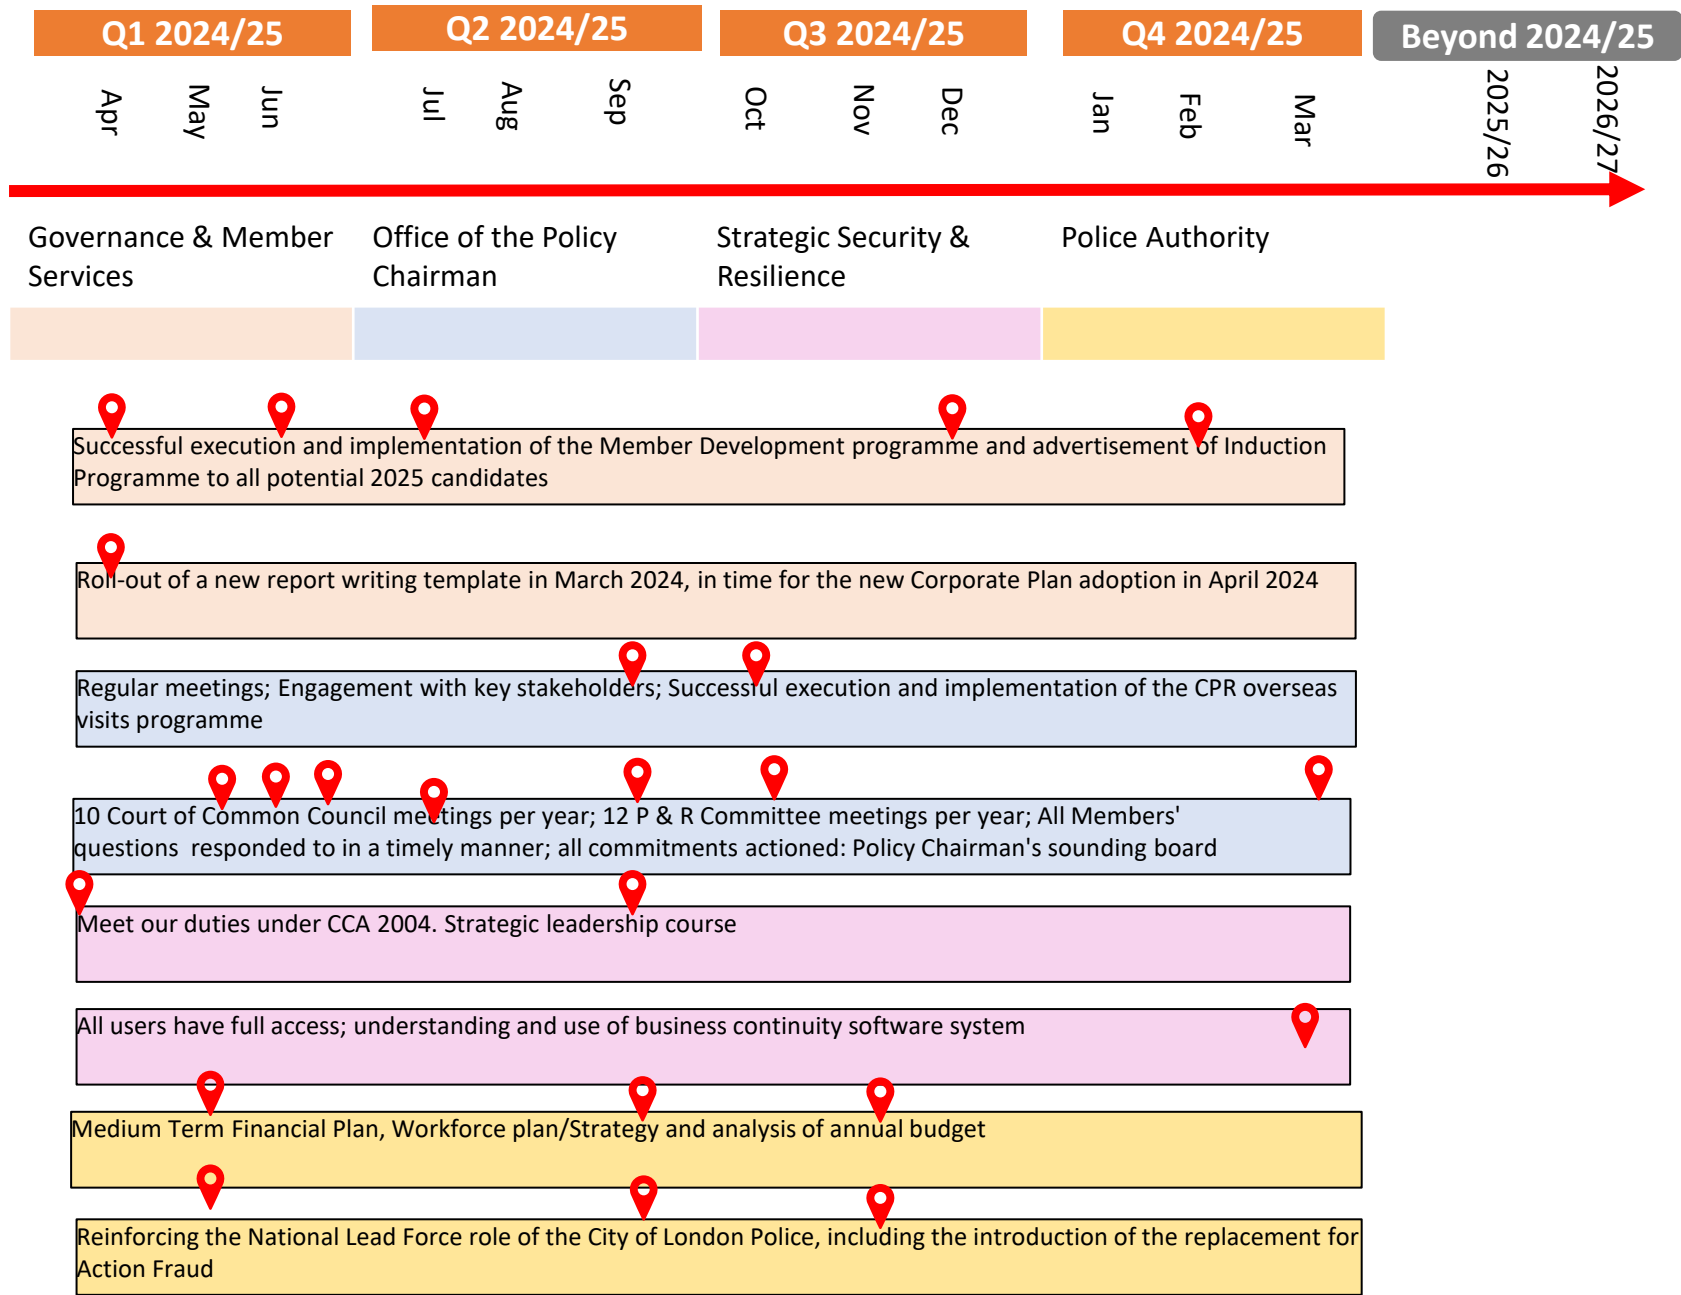 Q1 2024/25
Q2 2024/25
Q3 2024/25
Q4 2024/25
Beyond 2024/25
Apr
May
Jun
Jul
Aug
Sep
Oct
Nov
Dec
Jan
Feb
Mar
2025/26
2026/27
Governance & Member
Services
Office of the Policy
Chairman
Strategic Security &
Resilience
Police Authority
Successful execution and implementation of the Member Development programme and advertisement of Induction
Programme to all potential 2025 candidates
Roll-out of a new report writing template in March 2024, in time for the new Corporate Plan adoption in April 2024
Regular meetings; Engagement with key stakeholders; Successful execution and implementation of the CPR overseas
visits programme
10 Court of Common Council meetings per year; 12 P & R Committee meetings per year; All Members'
questions  responded to in a timely manner; all commitments actioned: Policy Chairman's sounding board
Meet our duties under CCA 2004. Strategic leadership course
All users have full access; understanding and use of business continuity software system
Medium Term Financial Plan, Workforce plan/Strategy and analysis of annual budget
Reinforcing the National Lead Force role of the City of London Police, including the introduction of the replacement for
Action Fraud